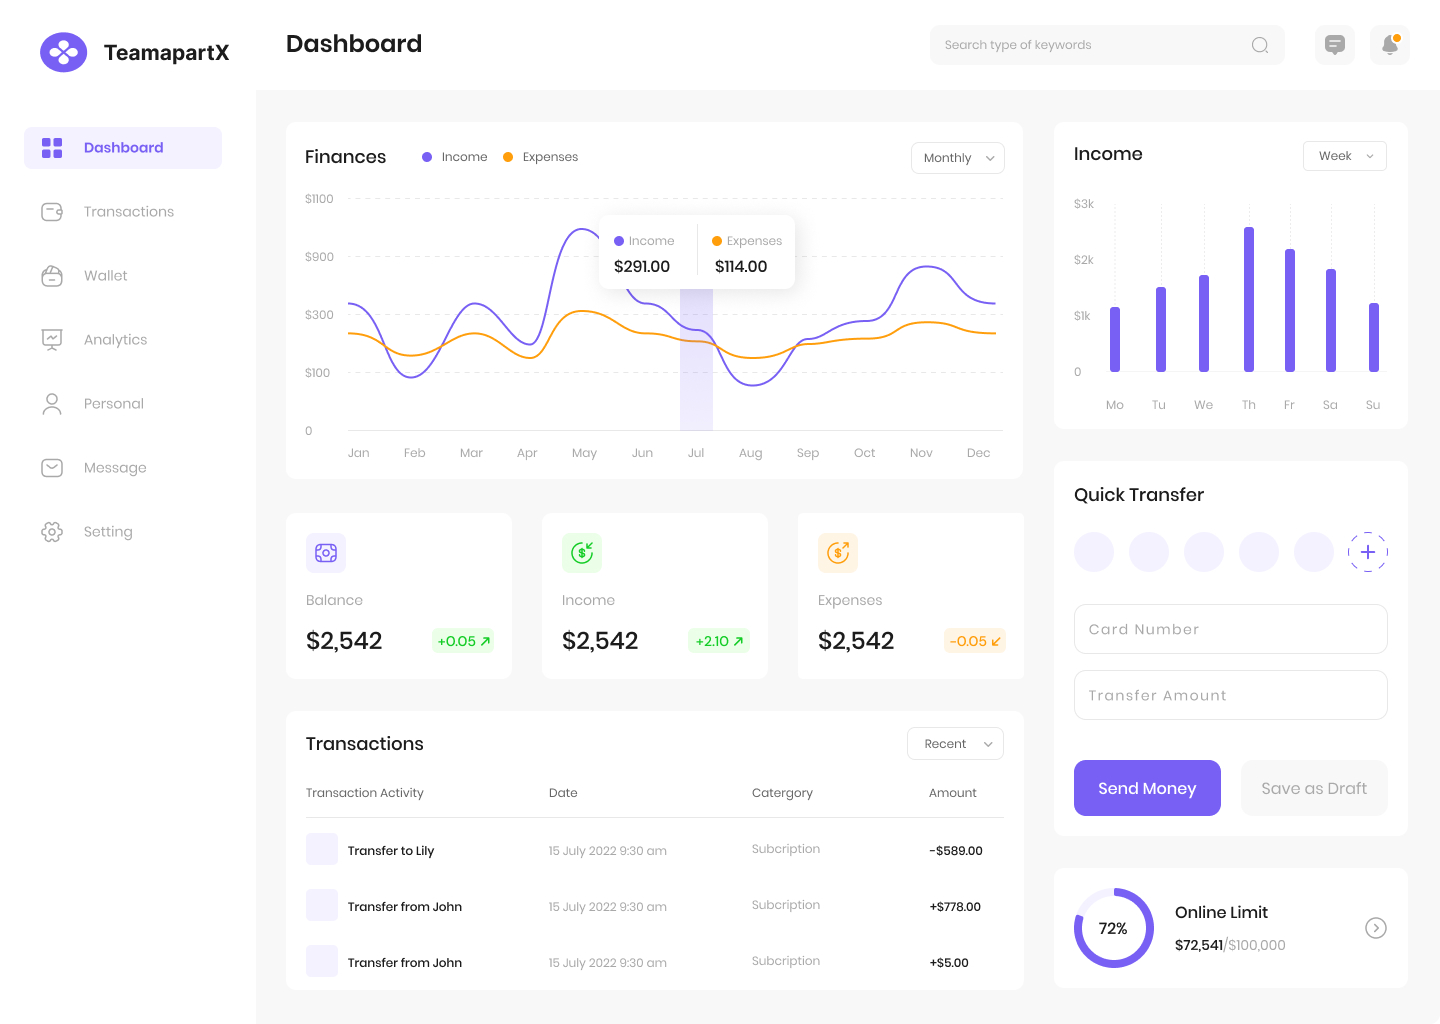 TeamapartX
Dashboard
Search type of keywords
Dashboard
Transactions
Wallet
Analytics
Personal
Message
Setting
Finances
Income
Expenses
Monthly
$1100
$900
$300
$100
0
Income
$291.00
Expenses
$114.00
Jan Feb Mar Apr May Jun Jul Aug Sep Oct Nov Dec
Income
Week
$3k
$2k
$1k
0
Mo Tu We Th Fr Sa Su
Balance
$2,542
+0.05
Income
$2,542
+2.10
Expenses
$2,542
-0.05
Quick Transfer
Card Number
Transfer Amount
Send Money
Save as Draft
Transactions
Recent
Transaction Activity Date Catergory Amount
Transfer to Lily 15 July 2022 9:30 am Subcription -$589.00
Transfer from John 15 July 2022 9:30 am Subcription +$778.00
Transfer from John 15 July 2022 9:30 am Subcription +$5.00
72%
Online Limit
$72,541/$100,000